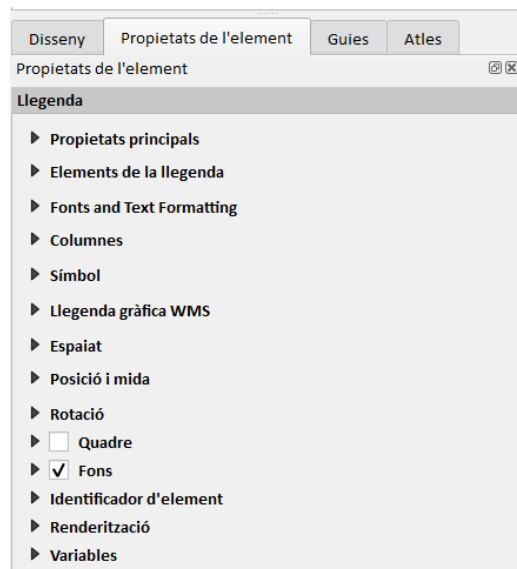 Disseny Propietats de l'element Guies Atles
Propietats de l'element
Llegenda
Propietats principals
Elements de la llegenda
Fonts and Text Formatting
Columnes
Símbol
Llegenda gràfica WMS
Espaiat
Posició i mida
Rotació
Quadre
Fons
Identificador d'element
Renderització
Variables